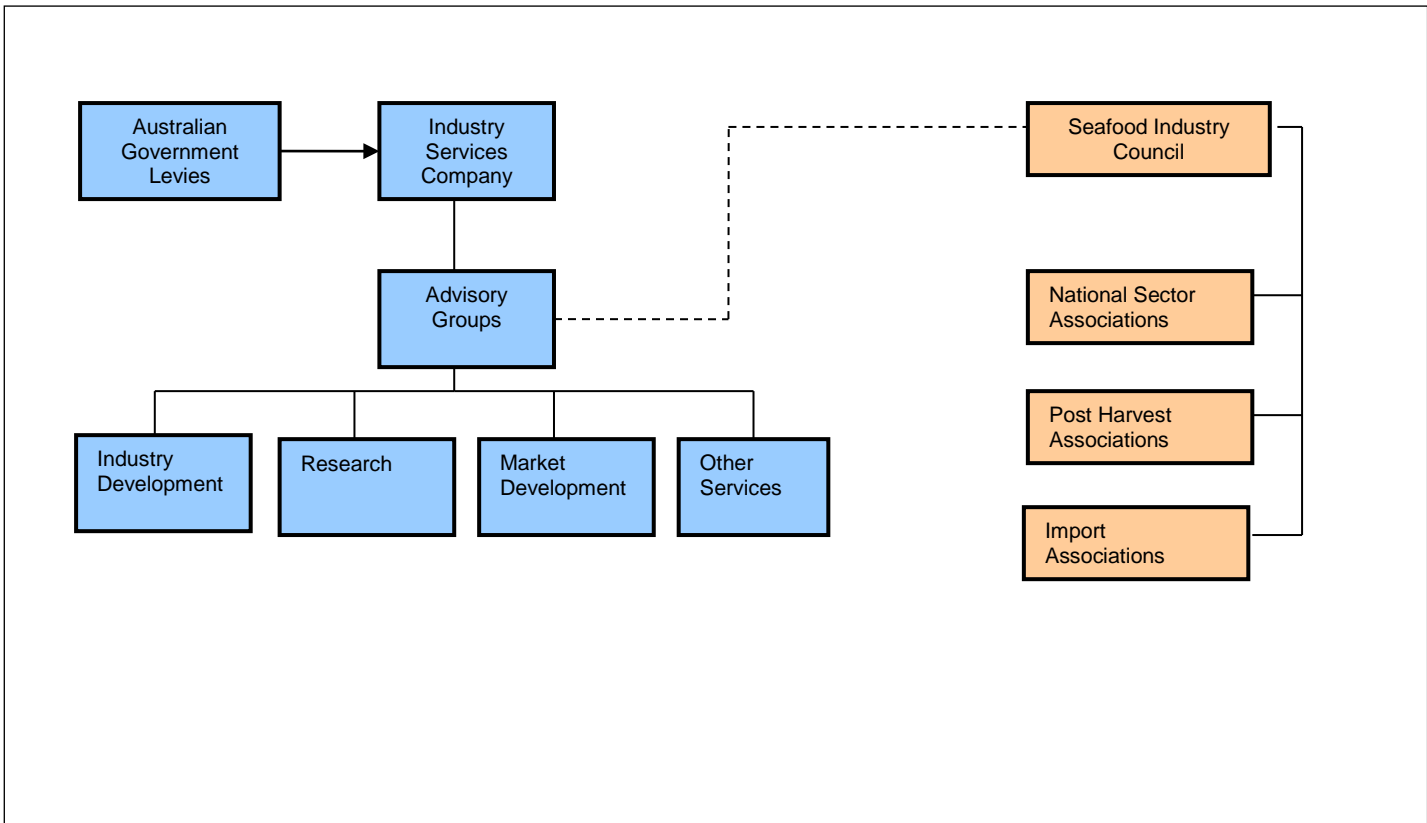 Australian
Government
Levies
Industry
Services
Company
Seafood Industry
Council
Advisory
Groups
National Sector
Associations
Post Harvest
Associations
Industry
Development
Research
Market
Development
Other
Services
Import
Associations